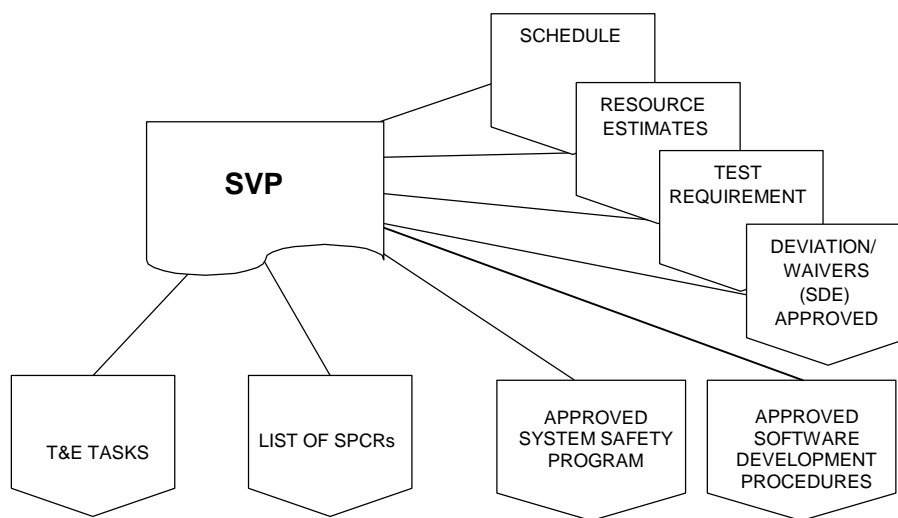 SCHEDULE
RESOURCE
ESTIMATES
TEST
REQUIREMENT
DEVIATION/
WAIVERS
(SDE)
APPROVED
SVP
T&E TASKS
LIST OF SPCRs
APPROVED
SYSTEM SAFETY
PROGRAM
APPROVED
SOFTWARE
DEVELOPMENT
PROCEDURES